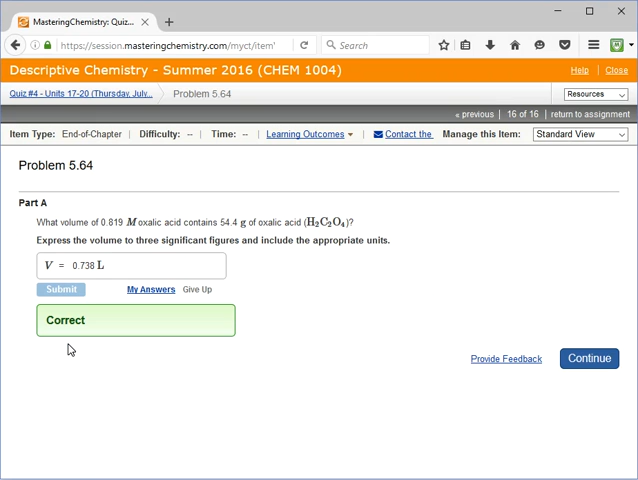 MasteringChemistry: Quiz...
https://session.masteringchemistry.com/myct/item'
Search
Descriptive Chemistry - Summer 2016 (CHEM 1004)
Help | Close
Quiz #4 - Units 17-20 (Thursday, July...
Problem 5.64
Resources
« previous | 16 of 16 | return to assignment
Item Type: End-of-Chapter | Difficulty: -- | Time: -- | Learning Outcomes | Contact the Manage this Item: Standard View
Problem 5.64
Part A
What volume of 0.819 M oxalic acid contains 54.4 g of oxalic acid (H₂C₂O₄)?
Express the volume to three significant figures and include the appropriate units.
V = 0.738 L
Submit My Answers Give Up
Correct
Provide Feedback Continue